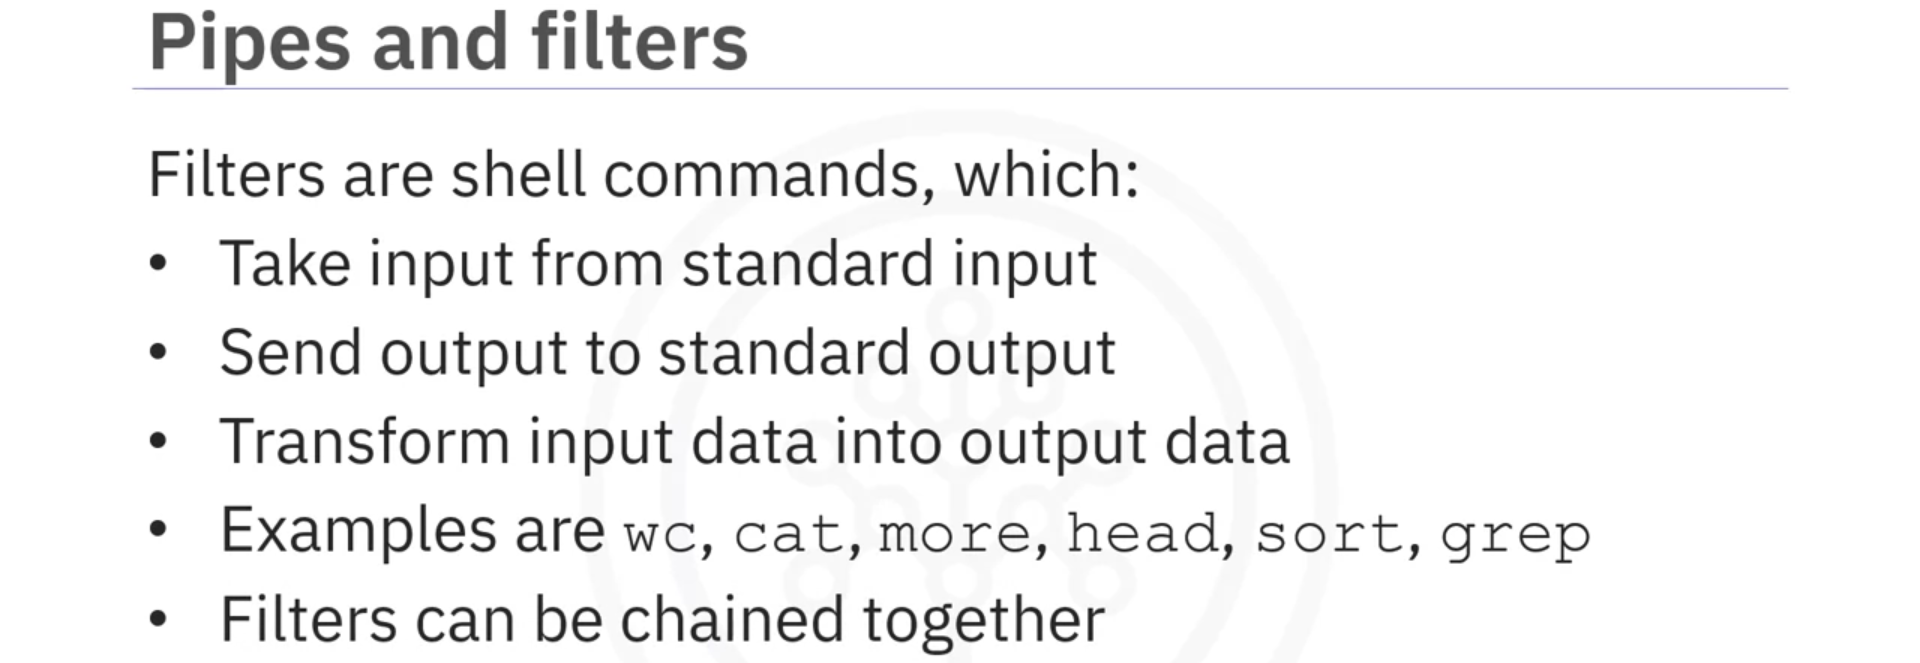 Pipes and filters
Filters are shell commands, which:
• Take input from standard input
• Send output to standard output
• Transform input data into output data
• Examples are wc, cat, more, head, sort, grep
• Filters can be chained together